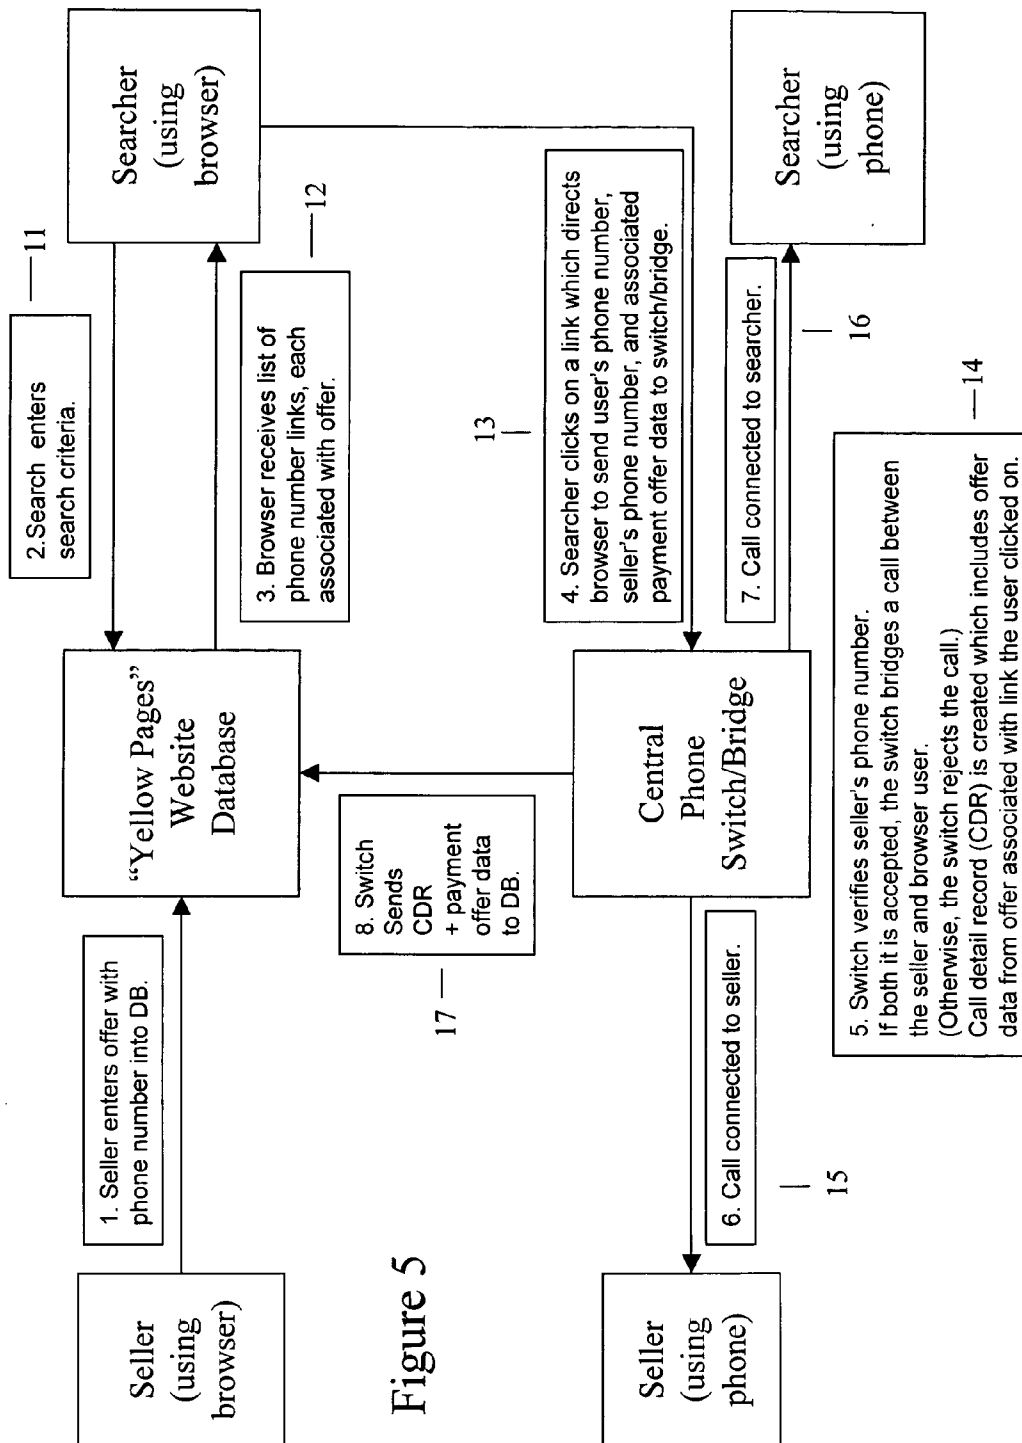 Seller
(using
browser)
1. Seller enters offer with
phone number into DB.
"Yellow Pages"
Website
Database
2.Search enters
search criteria.
11
Searcher
(using
browser)
3. Browser receives list of
phone number links, each
associated with offer.
12
13
4. Searcher clicks on a link which directs
browser to send user's phone number,
seller's phone number, and associated
payment offer data to switch/bridge.
8. Switch
Sends
CDR
+ payment
offer data
to DB.
17
Figure 5
Seller
(using
phone)
6. Call connected to seller.
15
Central
Phone
Switch/Bridge
7. Call connected to searcher.
16
Searcher
(using
phone)
5. Switch verifies seller's phone number.
If both it is accepted, the switch bridges a call between
the seller and browser user.
(Otherwise, the switch rejects the call.)
Call detail record (CDR) is created which includes offer
data from offer associated with link the user clicked on.
14